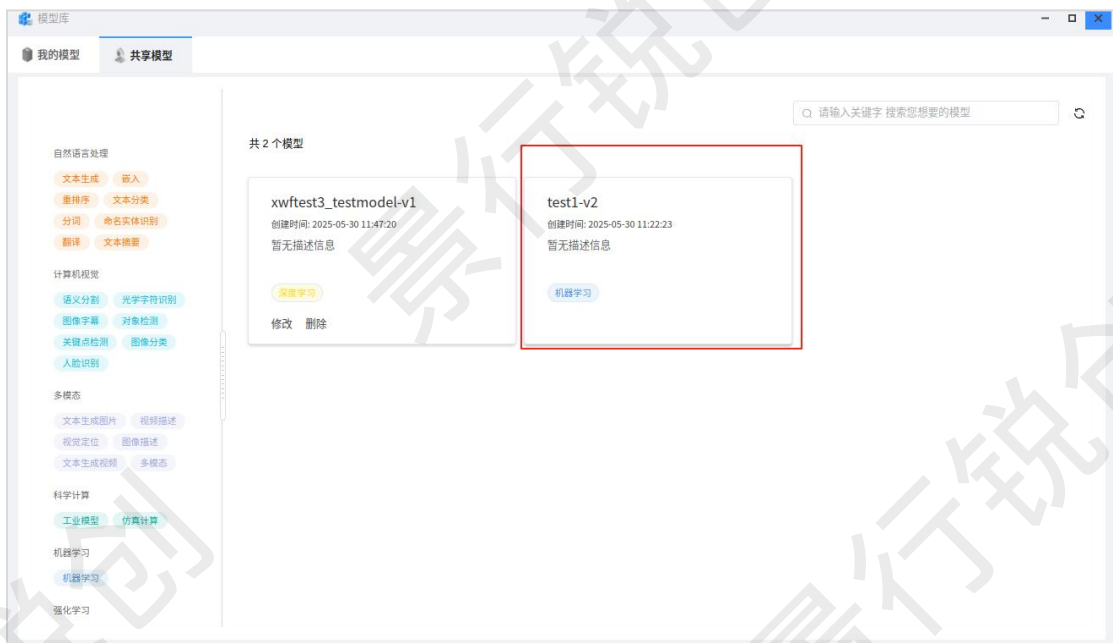 模型库
我的模型 共享模型
请输入关键字 搜索您想要的模型
共 2 个模型
自然语言处理
文本生成 嵌入
重排序 文本分类
分词 命名实体识别
翻译 文本摘要
计算机视觉
语义分割 光学字符识别
图像字幕 对象检测
关键点检测 图像分类
人脸识别
多模态
文本生成图片 视频描述
视觉定位 图像描述
文本生成视频 多模态
科学计算
工业模型 仿真计算
机器学习
机器学习
强化学习
xwftest3_testmodel-v1
创建时间: 2025-05-30 11:47:20
暂无描述信息
深度学习
修改 删除
test1-v2
创建时间: 2025-05-30 11:22:23
暂无描述信息
机器学习
景行锐创
景行锐创
锐创